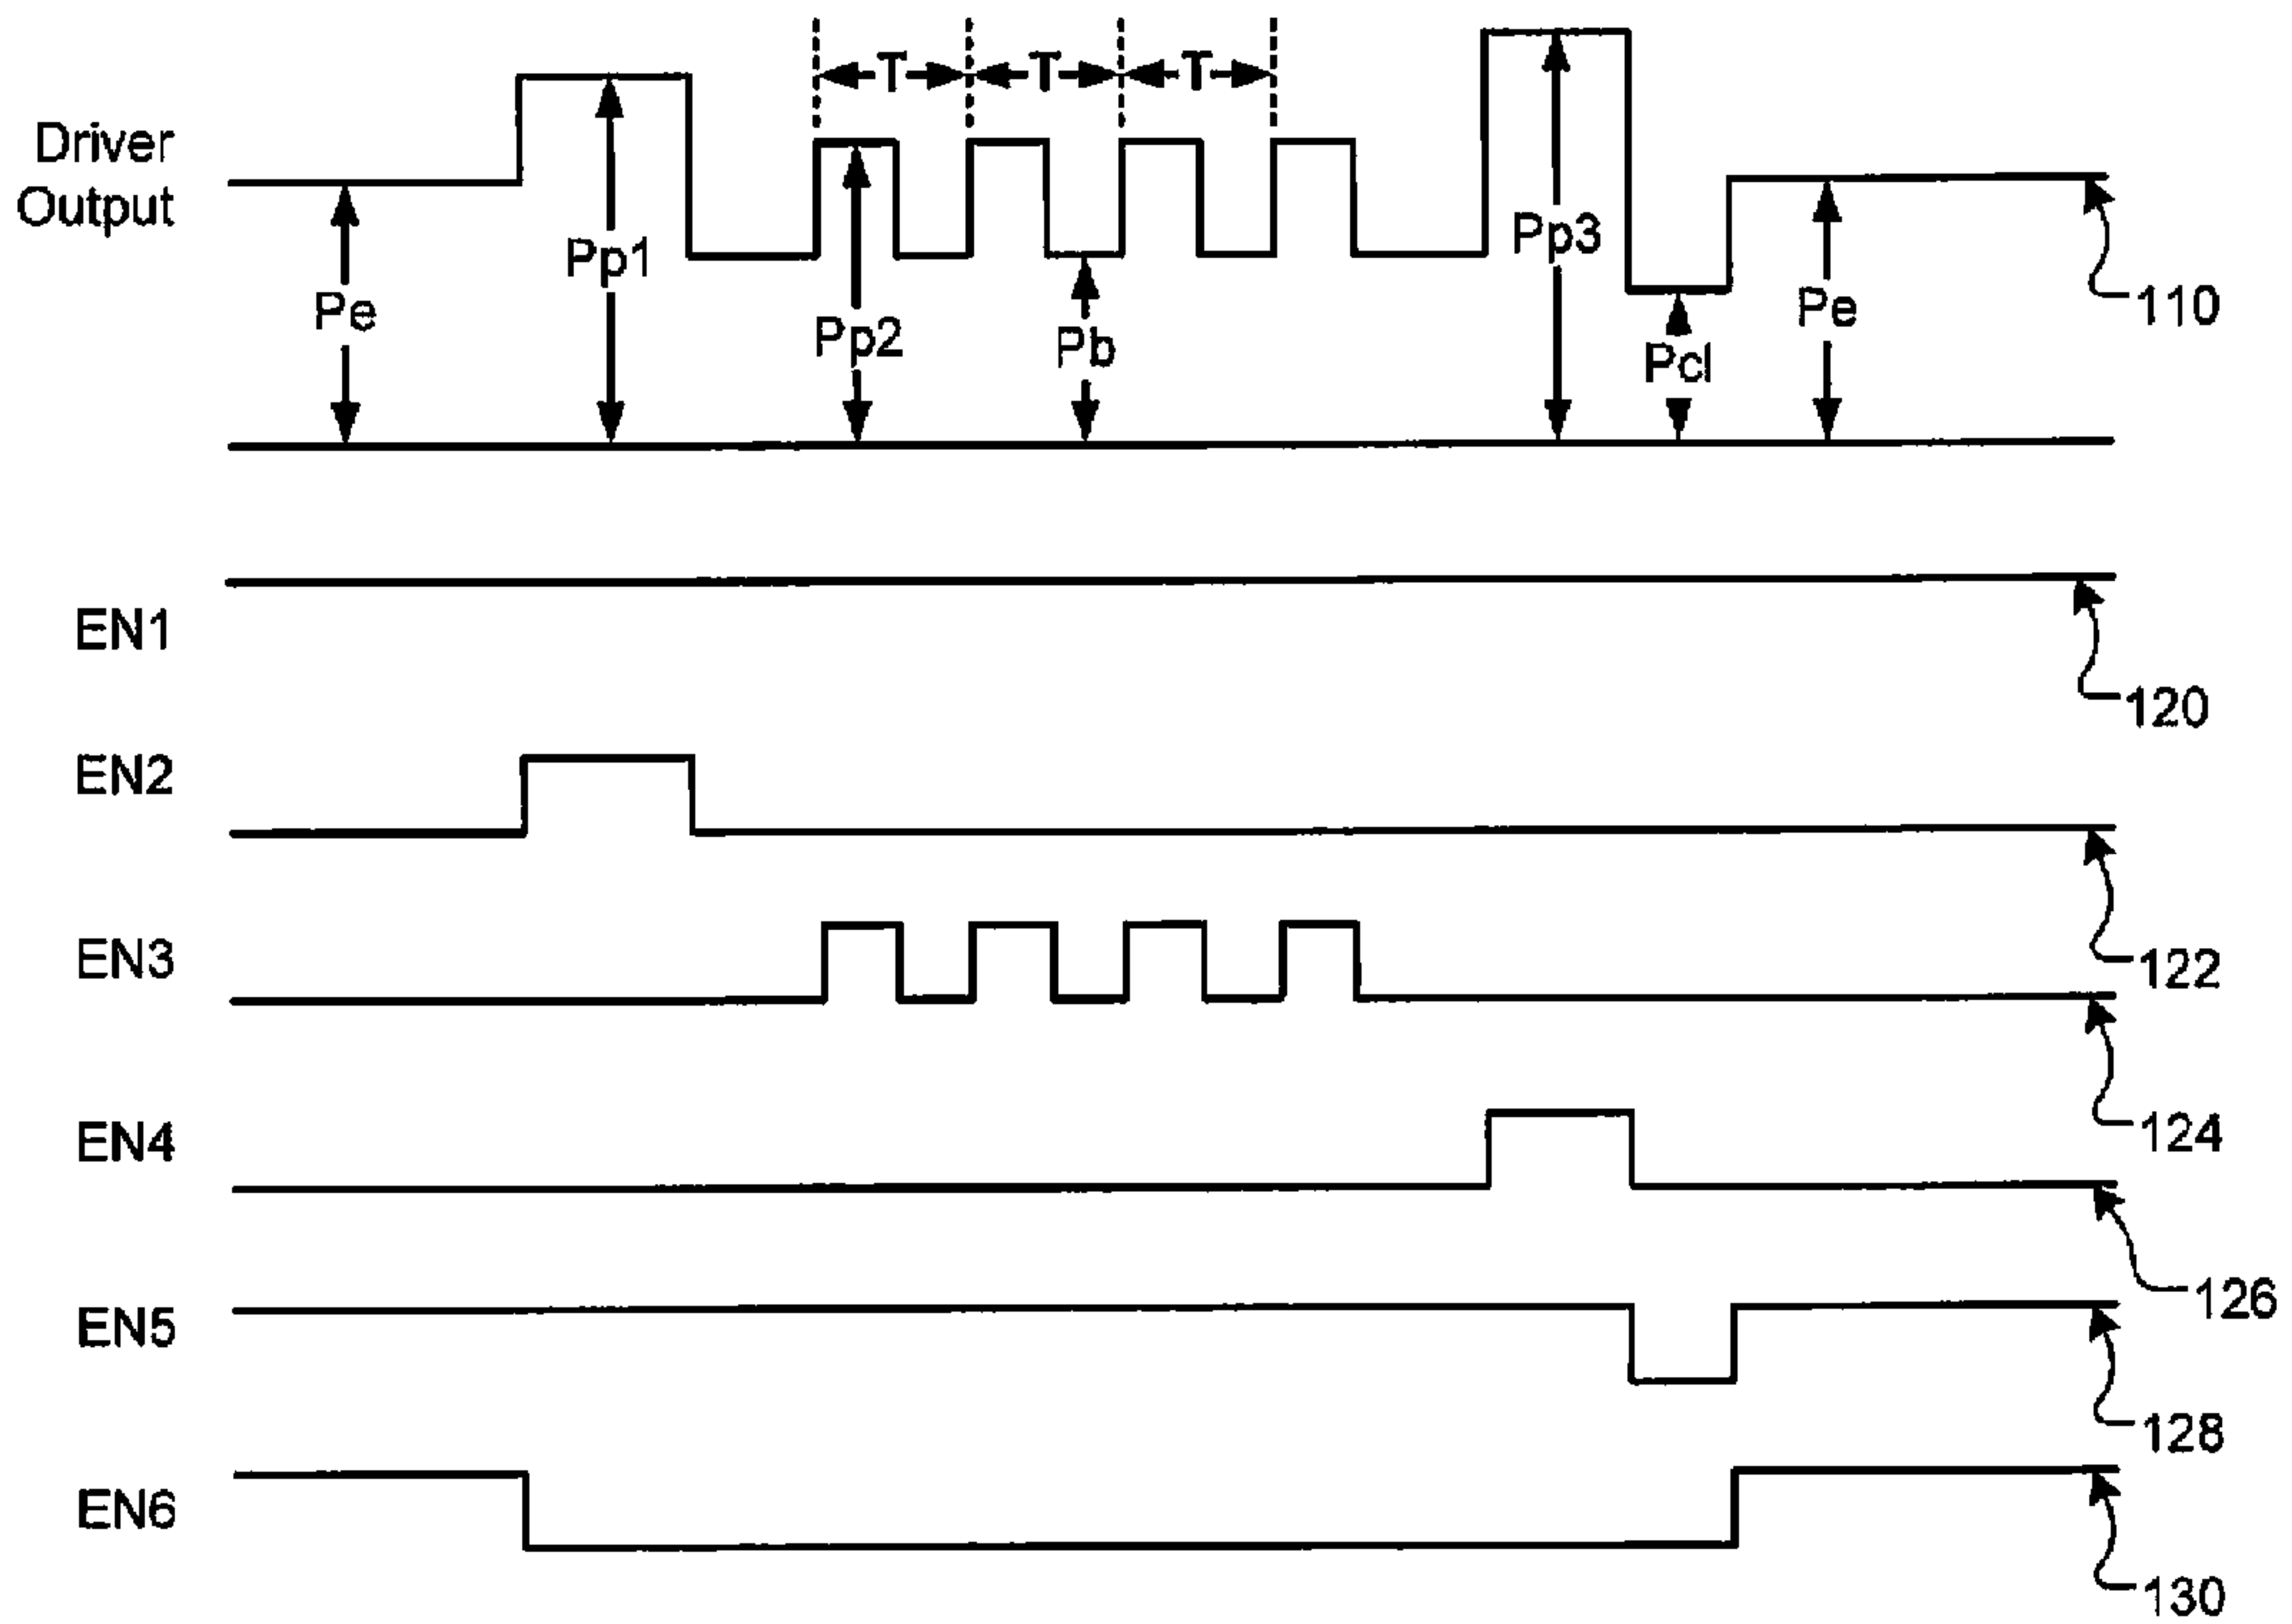 T T T
Driver
Output
Pe
Pp1
Pp2
Pb
Pp3
Pcl
Pe
110
EN1
120
EN2
122
EN3
124
EN4
126
EN5
128
EN6
130